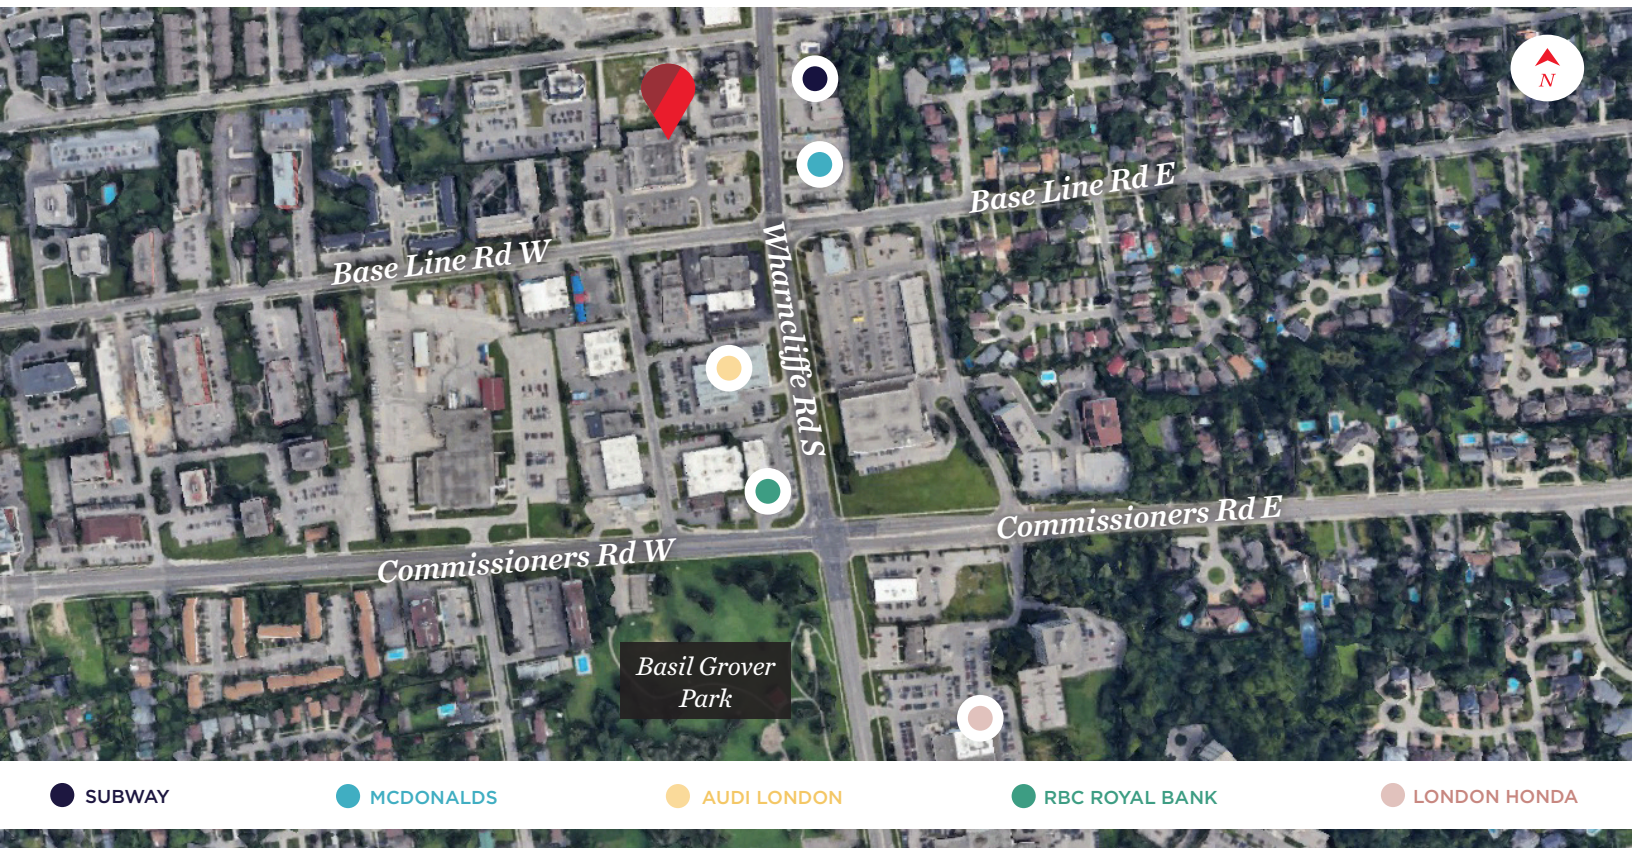 N
Base Line Rd E
Base Line Rd W
Wharncliffe Rd S
Commissioners Rd E
Commissioners Rd W
Basil Grover
Park
SUBWAY
MCDONALDS
AUDI LONDON
RBC ROYAL BANK
LONDON HONDA